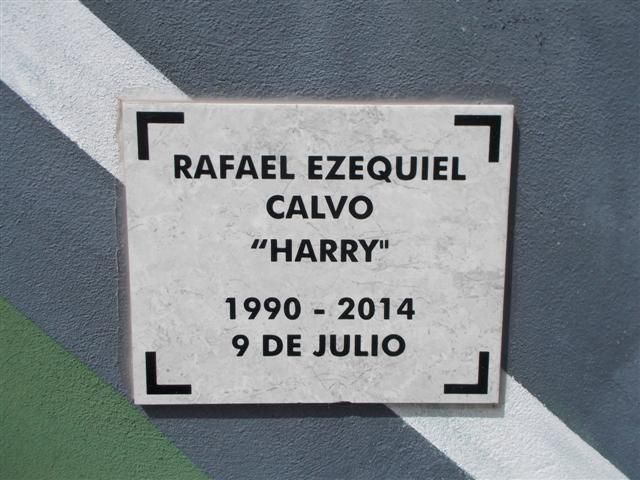 RAFAEL EZEQUIEL
CALVO
“HARRY"
1990 - 2014
9 DE JULIO